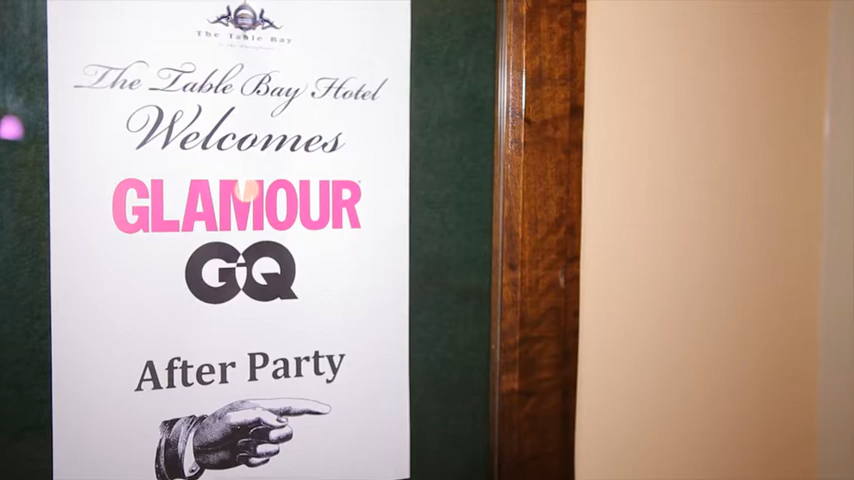 The Table Bay
The Table Bay Hotel
Welcomes
GLAMOUR
GQ
After Party